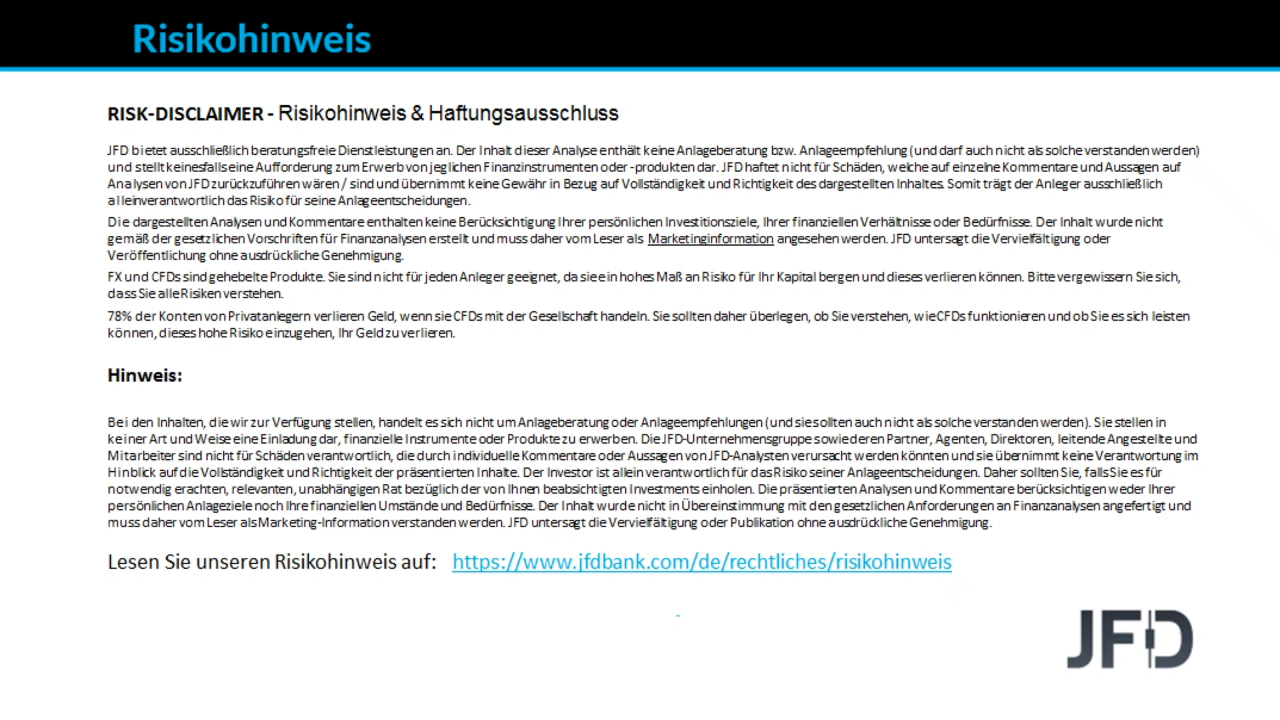 Risikohinweis
RISK-DISCLAIMER - Risikohinweis & Haftungsausschluss
JFD bietet ausschließlich beratungsfreie Dienstleistungen an. Der Inhalt dieser Analyse enthält keine Anlageberatung bzw. Anlageempfehlung (und darf auch nicht als solche verstanden werden)
und stellt keinesfalls eine Aufforderung zum Erwerb von jeglichen Finanzinstrumenten oder -produkten dar. JFD haftet nicht für Schäden, welche auf einzelne Kommentare und Aussagen auf
Analysen von JFD zurückzuführen wären / sind und übernimmt keine Gewähr in Bezug auf Vollständigkeit und Richtigkeit des dargestellten Inhaltes. Somit trägt der Anleger ausschließlich
alleinverantwortlich das Risiko für seine Anlageentscheidungen.
Die dargestellten Analysen und Kommentare enthalten keine Berücksichtigung Ihrer persönlichen Investitionsziele, Ihrer finanziellen Verhältnisse oder Bedürfnisse. Der Inhalt wurde nicht
gemäß der gesetzlichen Vorschriften für Finanzanalysen erstellt und muss daher vom Leser als Marketinginformation angesehen werden. JFD untersagt die Vervielfältigung oder
Veröffentlichung ohne ausdrückliche Genehmigung.
FX und CFDs sind gehebelte Produkte. Sie sind nicht für jeden Anleger geeignet, da sie ein hohes Maß an Risiko für Ihr Kapital bergen und dieses verlieren können. Bitte vergewissern Sie sich,
dass Sie alle Risiken verstehen.
78% der Konten von Privatanlegern verlieren Geld, wenn sie CFDs mit der Gesellschaft handeln. Sie sollten daher überlegen, ob Sie verstehen, wie CFDs funktionieren und ob Sie es sich leisten
können, dieses hohe Risiko einzugehen, Ihr Geld zu verlieren.
Hinweis:
Bei den Inhalten, die wir zur Verfügung stellen, handelt es sich nicht um Anlageberatung oder Anlageempfehlungen (und sie sollten auch nicht als solche verstanden werden). Sie stellen in
keiner Art und Weise eine Einladung dar, finanzielle Instrumente oder Produkte zu erwerben. Die JFD-Unternehmensgruppe sowie deren Partner, Agenten, Direktoren, leitende Angestellte und
Mitarbeiter sind nicht für Schäden verantwortlich, die durch individuelle Kommentare oder Aussagen von JFD-Analysten verursacht werden könnten und sie übernimmt keine Verantwortung im
Hinblick auf die Vollständigkeit und Richtigkeit der präsentierten Inhalte. Der Investor ist allein verantwortlich für das Risiko seiner Anlageentscheidungen. Daher sollten Sie, falls Sie es für
notwendig erachten, relevanten, unabhängigen Rat bezüglich der von Ihnen beabsichtigten Investments einholen. Die präsentierten Analysen und Kommentare berücksichtigen weder Ihrer
persönlichen Anlageziele noch Ihre finanziellen Umstände und Bedürfnisse. Der Inhalt wurde nicht in Übereinstimmung mit den gesetzlichen Anforderungen an Finanzanalysen angefertigt und
muss daher vom Leser als Marketing-Information verstanden werden. JFD untersagt die Vervielfältigung oder Publikation ohne ausdrückliche Genehmigung.
Lesen Sie unseren Risikohinweis auf: https://www.jfdbank.com/de/rechtliches/risikohinweis
-
JFD